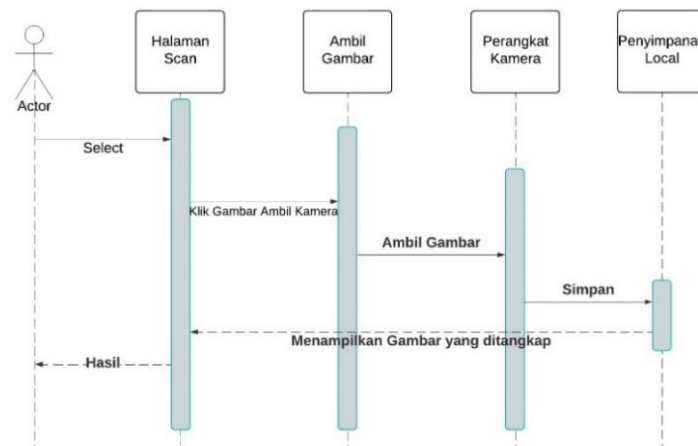 Halaman
Scan
Ambil
Gambar
Perangkat
Kamera
Penyimpana
Local
Actor
Select
Klik Gambar Ambil Kamera
Ambil Gambar
Simpan
Menampilkan Gambar yang ditangkap
Hasil